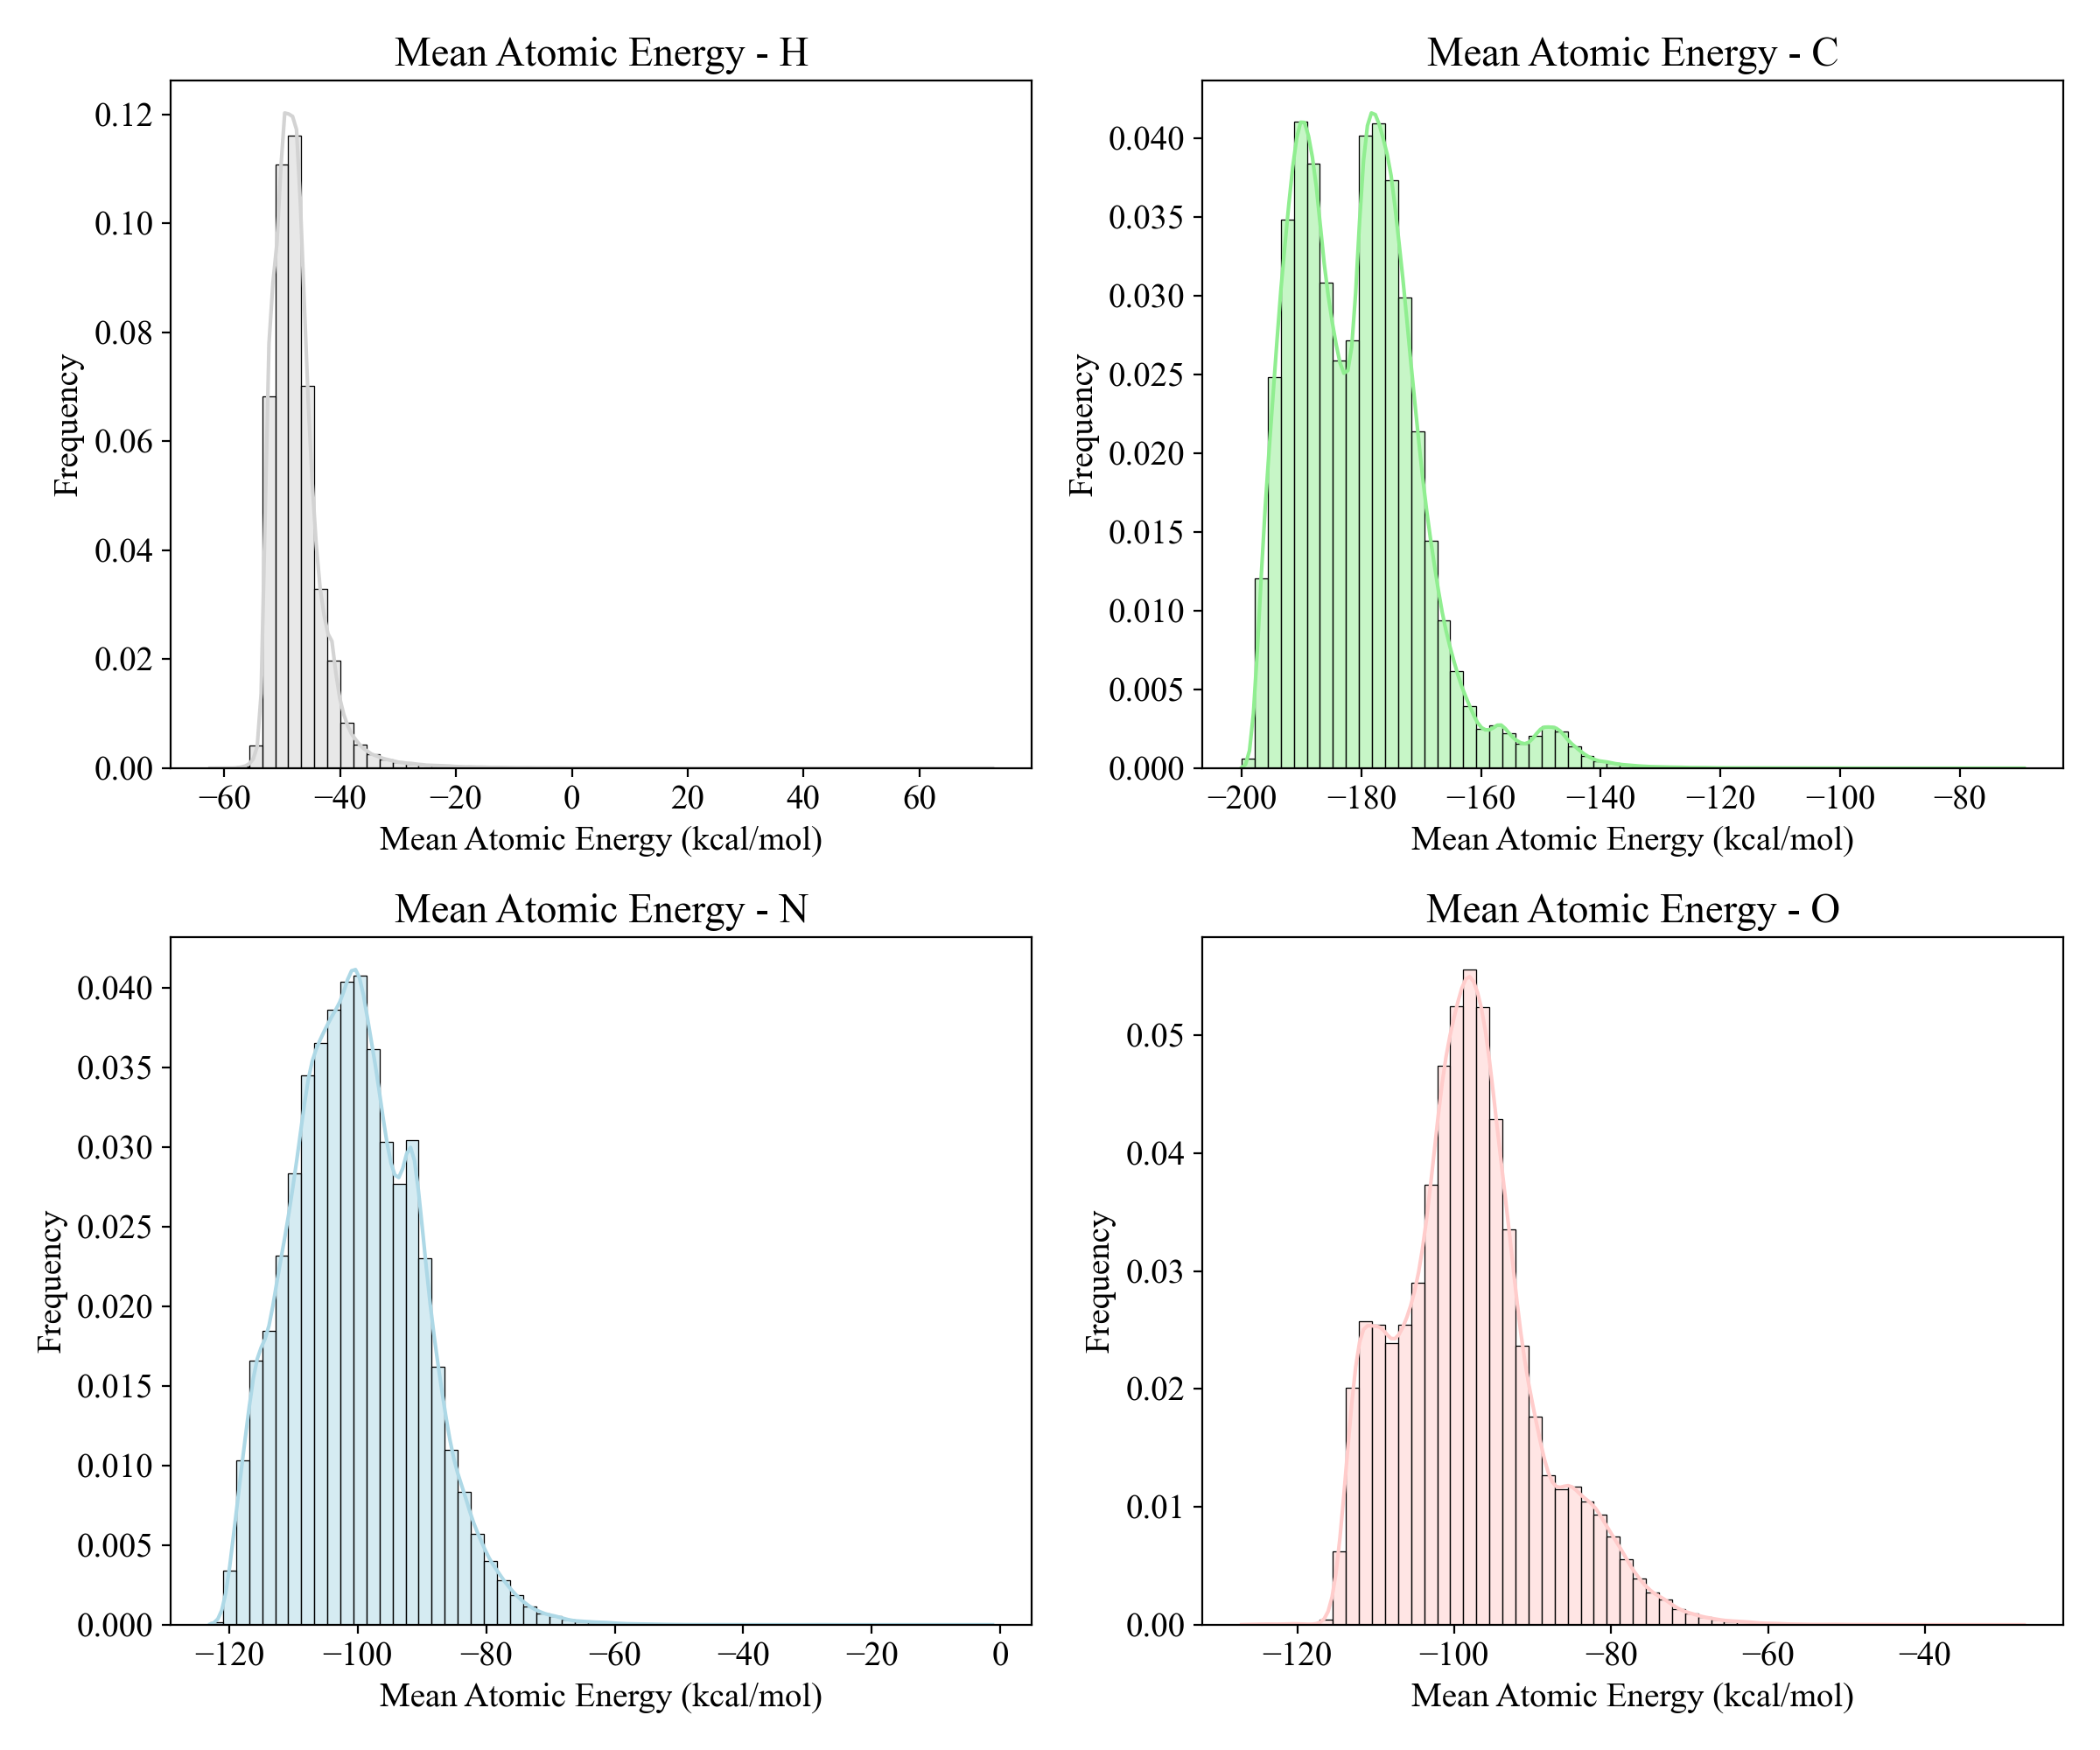 Mean Atomic Energy - H
0.12
0.10
0.08
0.06
0.04
0.02
0.00
Frequency
−60 −40 −20 0 20 40 60
Mean Atomic Energy (kcal/mol)
Mean Atomic Energy - C
0.040
0.035
0.030
0.025
0.020
0.015
0.010
0.005
0.000
Frequency
−200 −180 −160 −140 −120 −100 −80
Mean Atomic Energy (kcal/mol)
Mean Atomic Energy - N
0.040
0.035
0.030
0.025
0.020
0.015
0.010
0.005
0.000
Frequency
−120 −100 −80 −60 −40 −20 0
Mean Atomic Energy (kcal/mol)
Mean Atomic Energy - O
0.05
0.04
0.03
0.02
0.01
0.00
Frequency
−120 −100 −80 −60 −40
Mean Atomic Energy (kcal/mol)